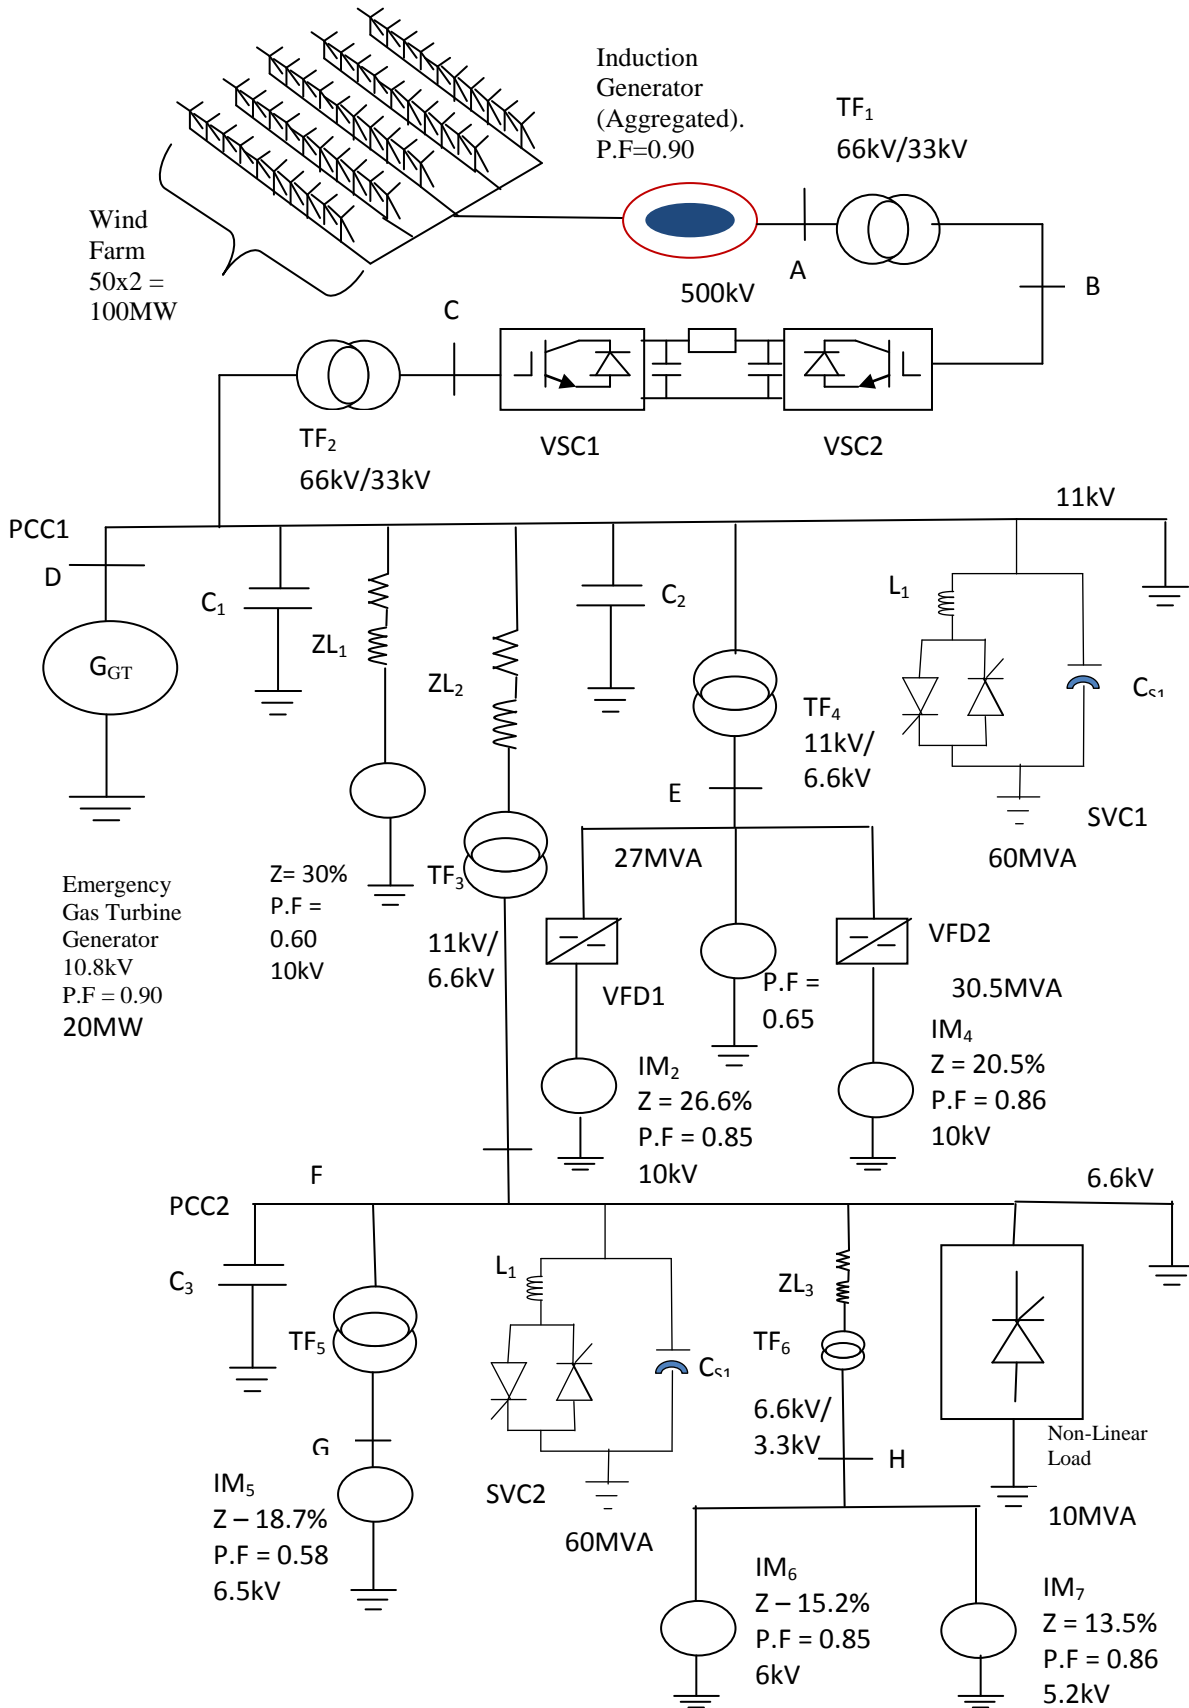 Induction
Generator
(Aggregated).
P.F=0.90
TF₁
66kV/33kV
Wind
Farm
50x2 =
100MW
A
500kV
B
C
TF₂
66kV/33kV
VSC1
VSC2
11kV
PCC1
D
C₁
ZL₁
ZL₂
C₂
L₁
C_S1
G_GT
TF₄
11kV/
6.6kV
E
SVC1
60MVA
27MVA
Emergency
Gas Turbine
Generator
10.8kV
P.F = 0.90
20MW
Z= 30%
P.F =
0.60
10kV
TF₃
11kV/
6.6kV
VFD1
P.F =
0.65
VFD2
30.5MVA
IM₂
Z = 26.6%
P.F = 0.85
10kV
IM₄
Z = 20.5%
P.F = 0.86
10kV
F
6.6kV
PCC2
C₃
TF₅
L₁
C_S1
ZL₃
TF₆
6.6kV/
3.3kV
Non-Linear
Load
10MVA
G
IM₅
Z – 18.7%
P.F = 0.58
6.5kV
SVC2
60MVA
H
IM₆
Z – 15.2%
P.F = 0.85
6kV
IM₇
Z = 13.5%
P.F = 0.86
5.2kV